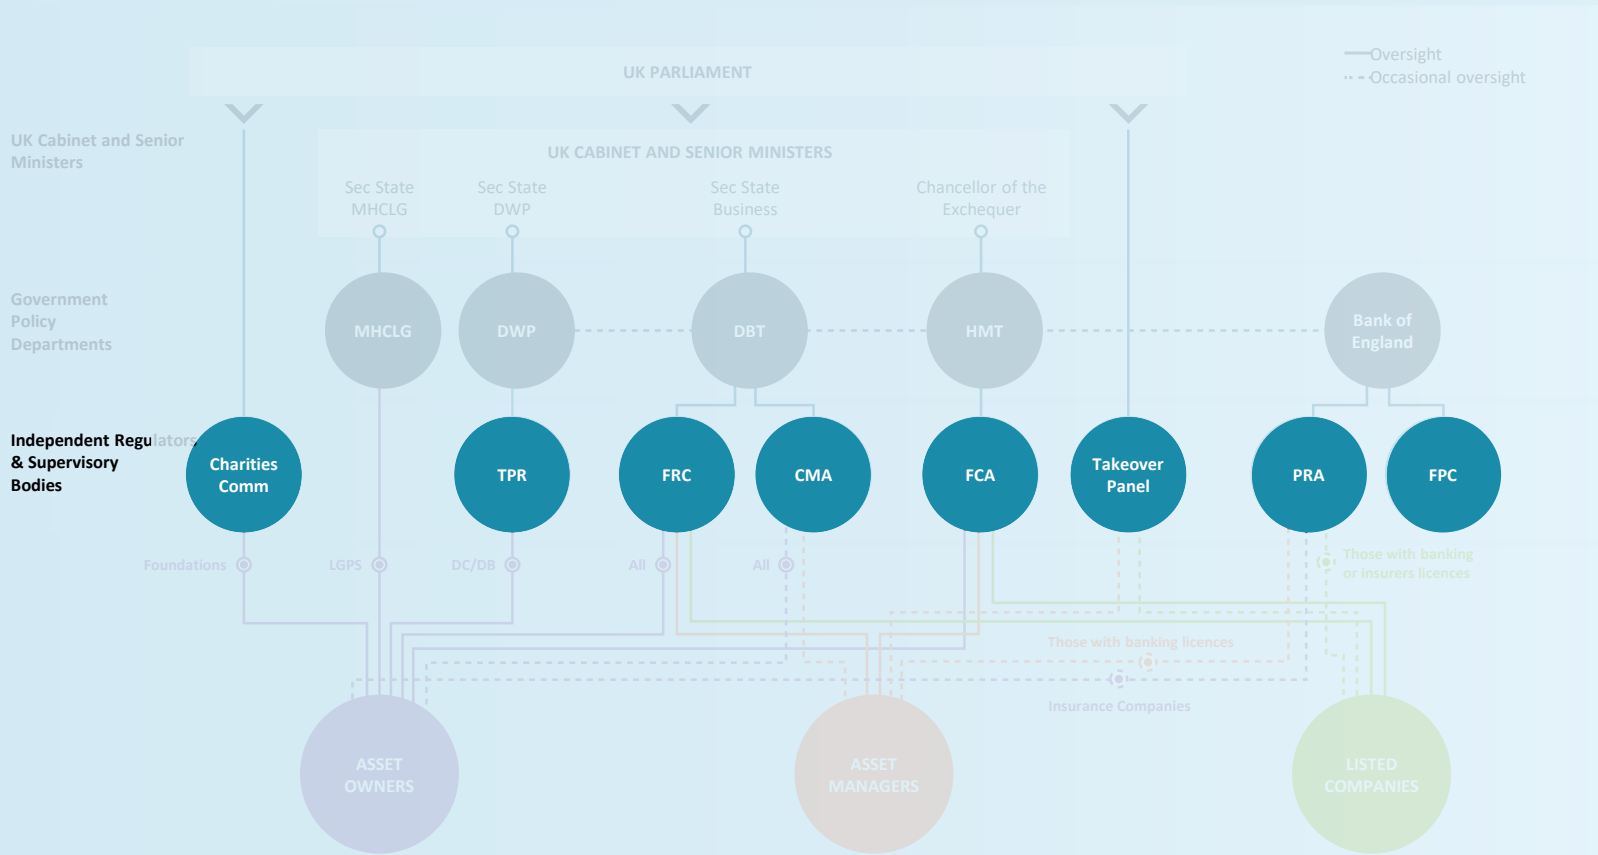 UK PARLIAMENT
Oversight
Occasional oversight
UK Cabinet and Senior
Ministers
UK CABINET AND SENIOR MINISTERS
Sec State
MHCLG
Sec State
DWP
Sec State
Business
Chancellor of the
Exchequer
Government
Policy
Departments
MHCLG
DWP
DBT
HMT
Bank of
England
Independent Regulators
& Supervisory
Bodies
Charities
Comm
TPR
FRC
CMA
FCA
Takeover
Panel
PRA
FPC
Foundations
LGPS
DC/DB
All
All
Those with banking
or insurers licences
Those with banking licences
Insurance Companies
ASSET
OWNERS
ASSET
MANAGERS
LISTED
COMPANIES